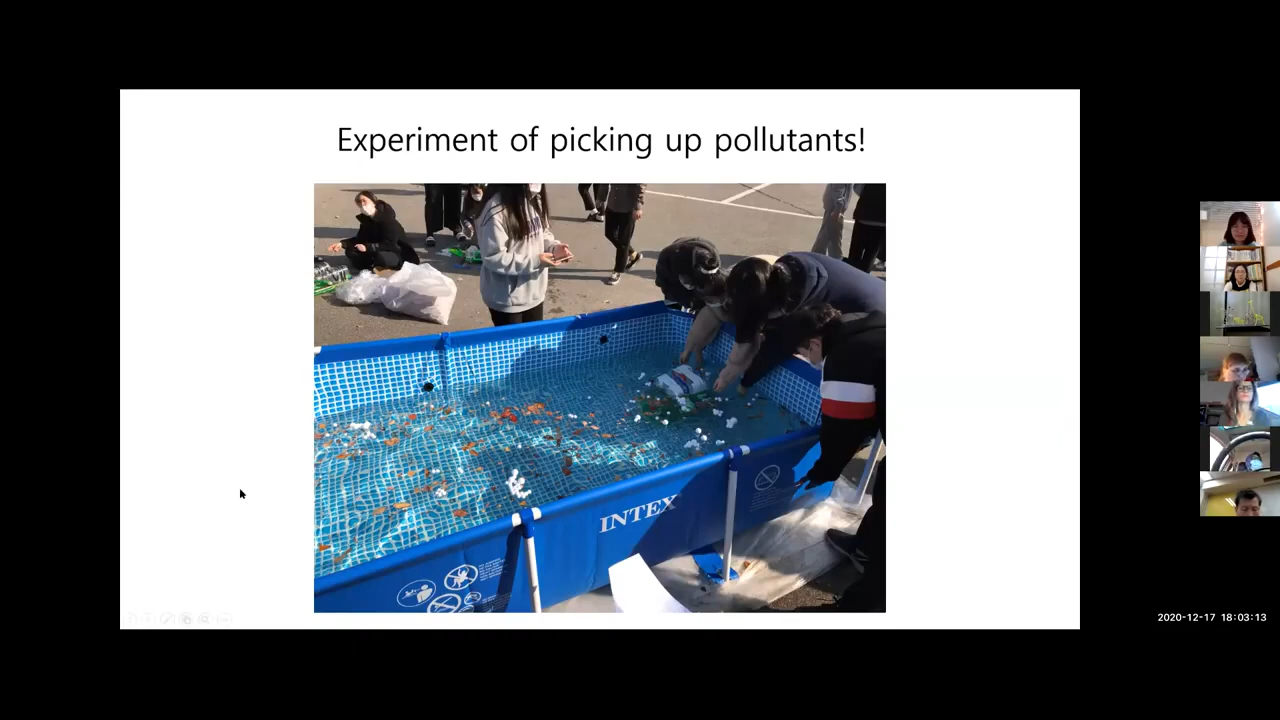 Experiment of picking up pollutants!
INTEX
2020-12-17 18:03:13